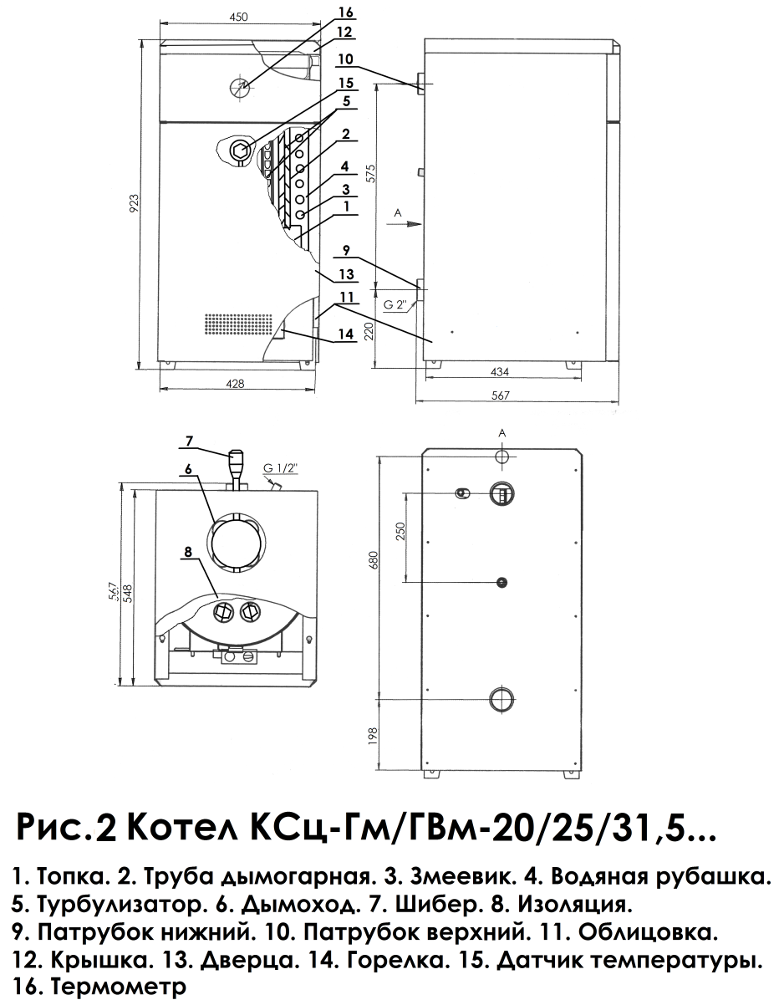 450
16
12
10
15
5
2
4
3
1
13
11
14
923
428
575
A
9
G 2"
220
434
567
7
6
G 1/2"
8
567
548
A
250
680
198
Рис.2 Котел КСц-Гм/ГВм-20/25/31,5...
1. Топка. 2. Труба дымогарная. 3. Змеевик. 4. Водяная рубашка.
5. Турбулизатор. 6. Дымоход. 7. Шибер. 8. Изоляция.
9. Патрубок нижний. 10. Патрубок верхний. 11. Облицовка.
12. Крышка. 13. Дверца. 14. Горелка. 15. Датчик температуры.
16. Термометр